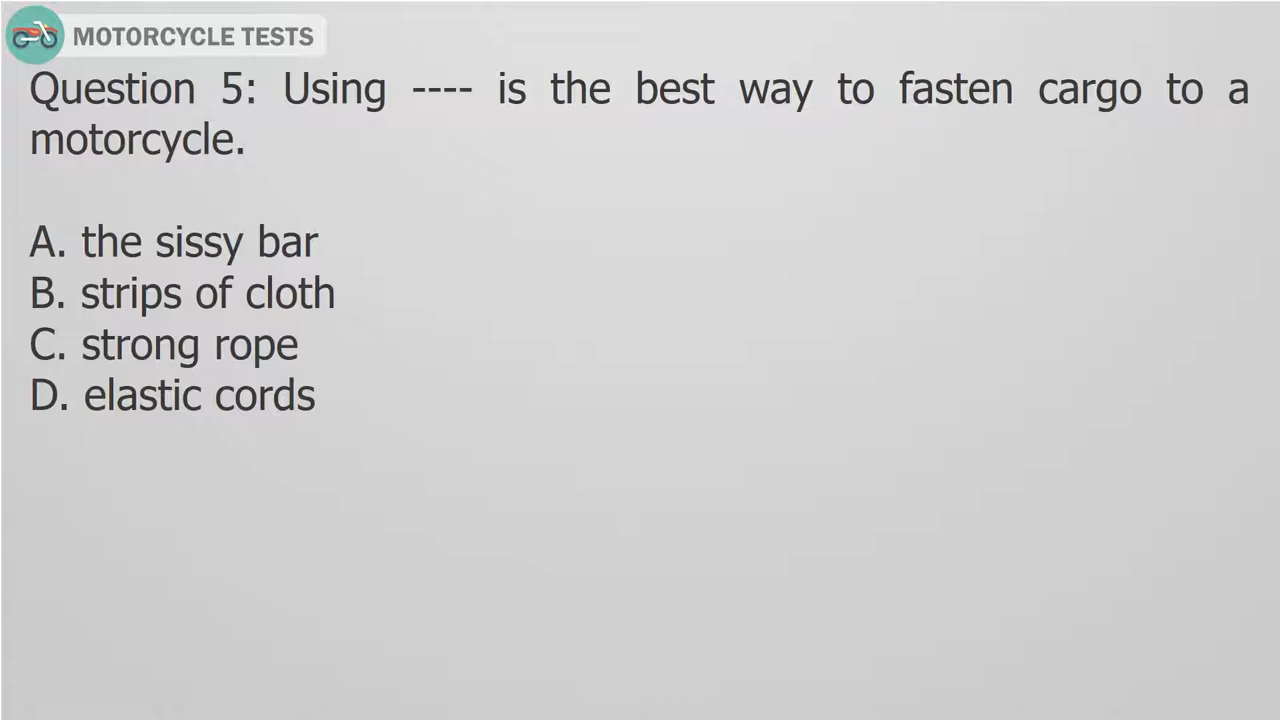 MOTORCYCLE TESTS
Question 5: Using ---- is the best way to fasten cargo to a
motorcycle.
A. the sissy bar
B. strips of cloth
C. strong rope
D. elastic cords